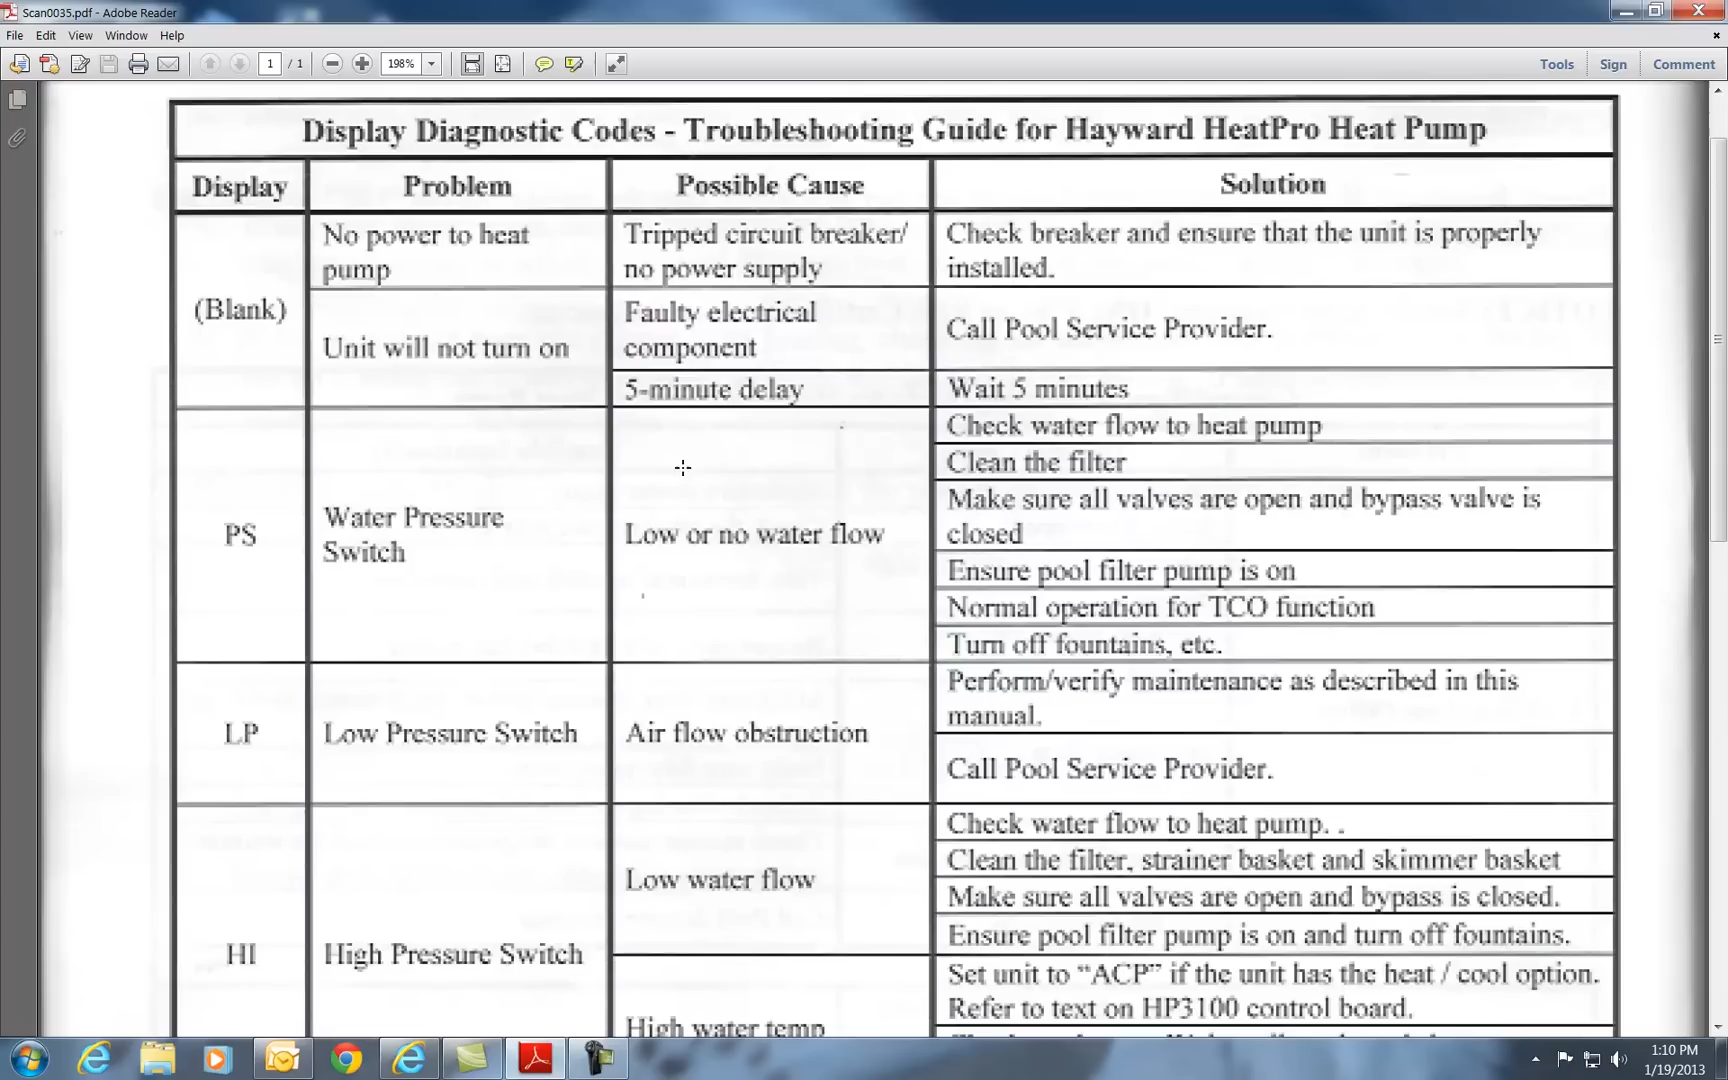 Scan0035.pdf - Adobe Reader
File Edit View Window Help
1 / 1 198% Tools Sign Comment
Display Diagnostic Codes - Troubleshooting Guide for Hayward HeatPro Heat Pump
Display Problem Possible Cause Solution
(Blank)
No power to heat
pump
Tripped circuit breaker/
no power supply
Check breaker and ensure that the unit is properly
installed.
Unit will not turn on
Faulty electrical
component
Call Pool Service Provider.
5-minute delay
Wait 5 minutes
PS
Water Pressure
Switch
Low or no water flow
Check water flow to heat pump
Clean the filter
Make sure all valves are open and bypass valve is
closed
Ensure pool filter pump is on
Normal operation for TCO function
Turn off fountains, etc.
LP
Low Pressure Switch
Air flow obstruction
Perform/verify maintenance as described in this
manual.
Call Pool Service Provider.
HI
High Pressure Switch
Low water flow
Check water flow to heat pump. .
Clean the filter, strainer basket and skimmer basket
Make sure all valves are open and bypass is closed.
Ensure pool filter pump is on and turn off fountains.
High water temp
Set unit to “ACP” if the unit has the heat / cool option.
Refer to text on HP3100 control board.
1:10 PM
1/19/2013